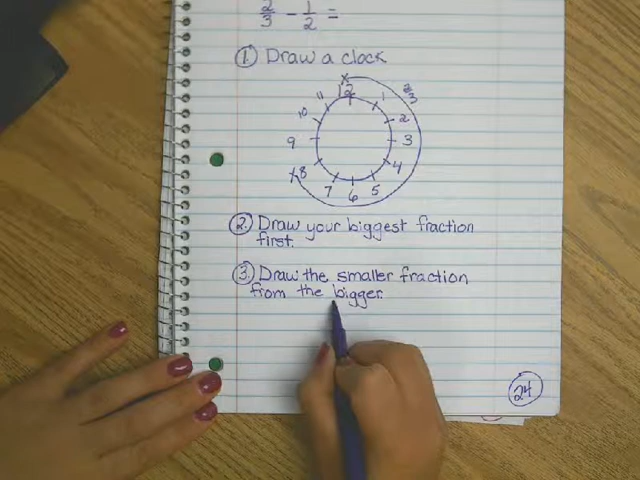 2/3 - 1/2 =
1. Draw a clock
12
11 1
2/3
10 2
9 3
8 4
7 5
6
2. Draw your biggest fraction
first.
3. Draw the smaller fraction
from the bigger.
24